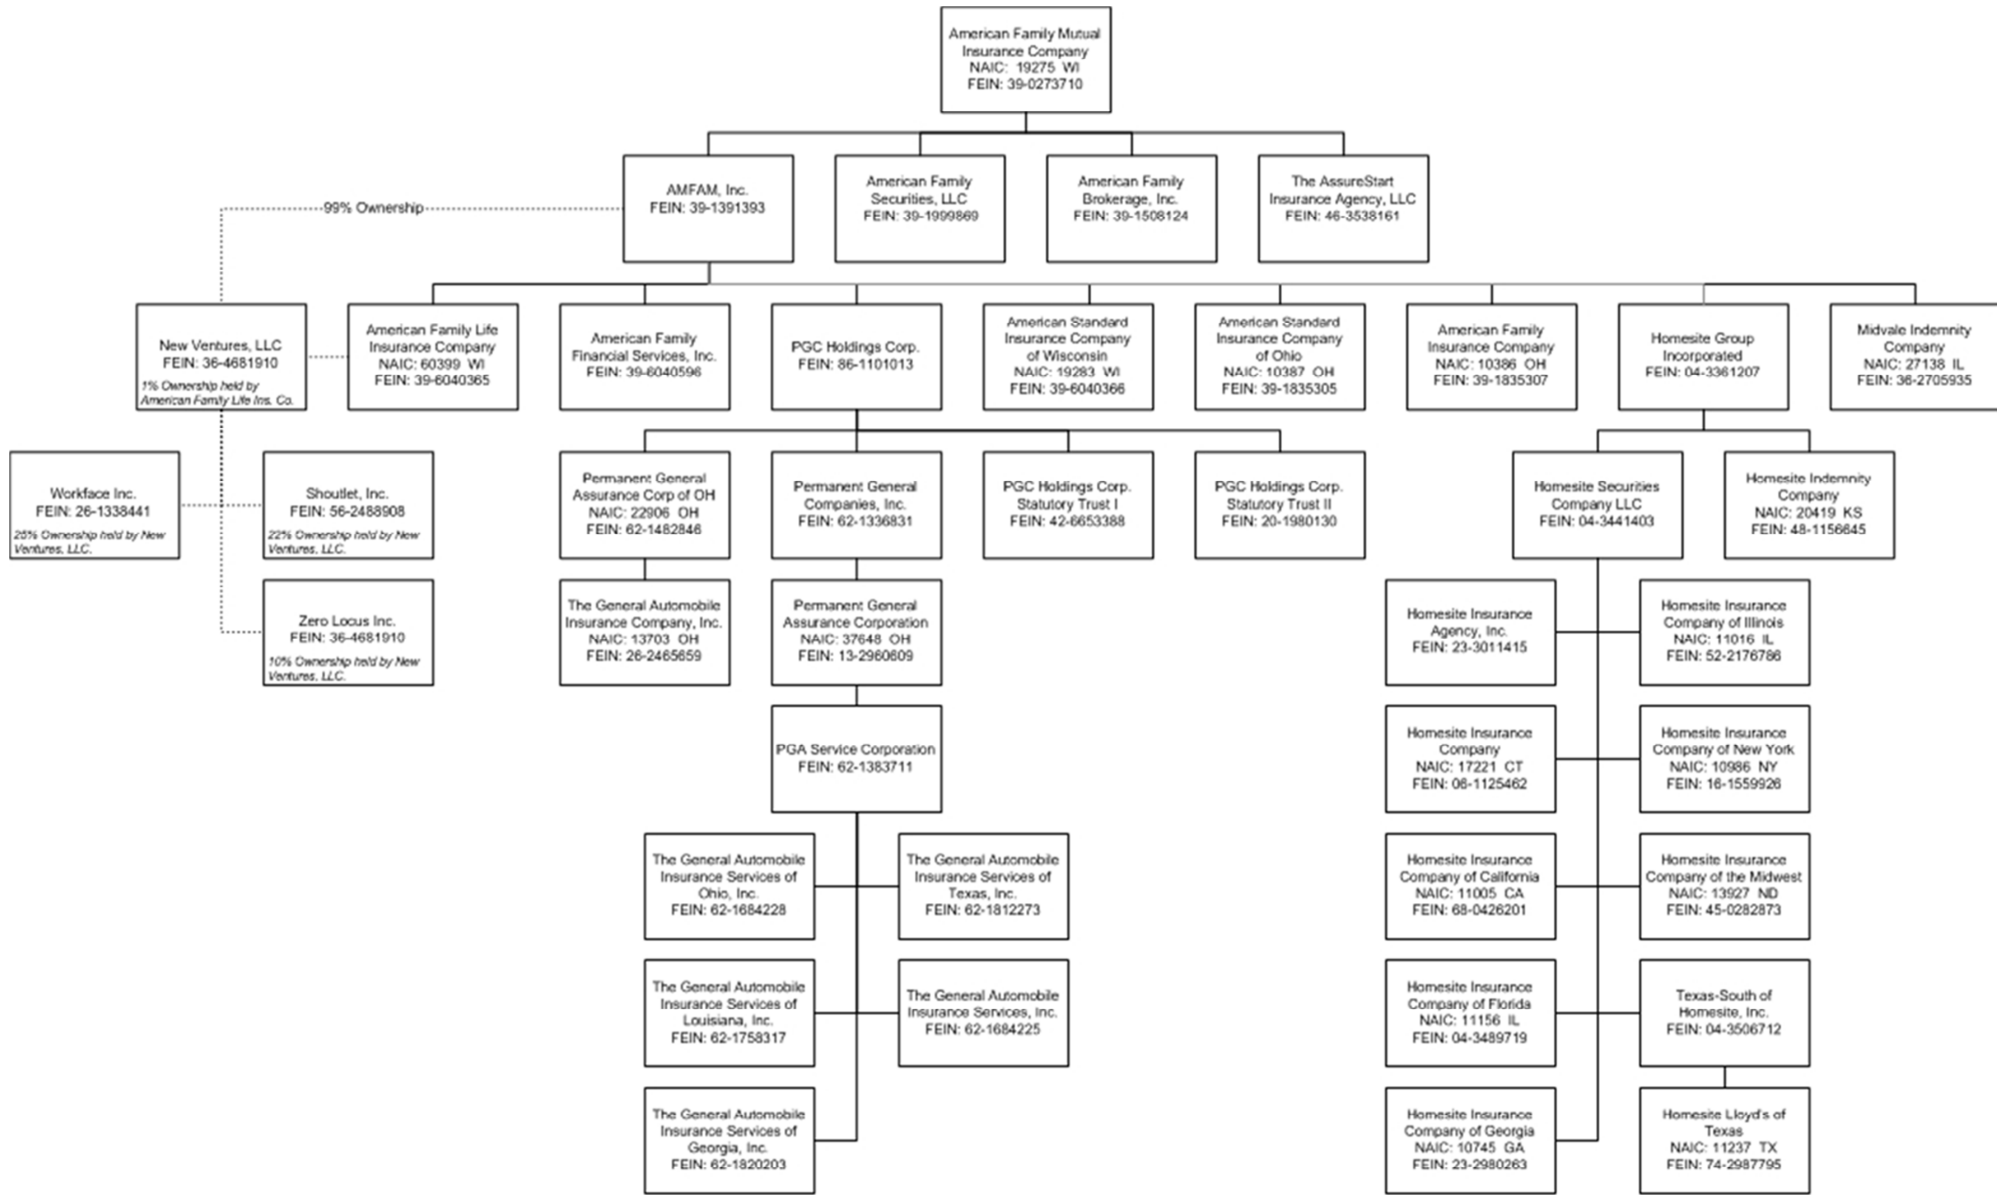 American Family Mutual
Insurance Company
NAIC: 19275 WI
FEIN: 39-0273710
AMFAM, Inc.
FEIN: 39-1391393
American Family
Securities, LLC
FEIN: 39-1999869
American Family
Brokerage, Inc.
FEIN: 39-1508124
The AssureStart
Insurance Agency, LLC
FEIN: 46-3538161
99% Ownership
New Ventures, LLC
FEIN: 36-4681910
1% Ownership held by
American Family Life Ins. Co.
American Family Life
Insurance Company
NAIC: 60399 WI
FEIN: 39-6040365
American Family
Financial Services, Inc.
FEIN: 39-6040596
PGC Holdings Corp.
FEIN: 86-1101013
American Standard
Insurance Company
of Wisconsin
NAIC: 19283 WI
FEIN: 39-6040366
American Standard
Insurance Company
of Ohio
NAIC: 10387 OH
FEIN: 39-1835305
American Family
Insurance Company
NAIC: 10386 OH
FEIN: 39-1835307
Homesite Group
Incorporated
FEIN: 04-3361207
Midvale Indemnity
Company
NAIC: 27138 IL
FEIN: 36-2705935
Workface Inc.
FEIN: 26-1338441
25% Ownership held by New
Ventures, LLC.
Shoutlet, Inc.
FEIN: 56-2488908
22% Ownership held by New
Ventures, LLC.
Permanent General
Assurance Corp of OH
NAIC: 22906 OH
FEIN: 62-1482846
Permanent General
Companies, Inc.
FEIN: 62-1336831
PGC Holdings Corp.
Statutory Trust I
FEIN: 42-6653388
PGC Holdings Corp.
Statutory Trust II
FEIN: 20-1980130
Homesite Securities
Company LLC
FEIN: 04-3441403
Homesite Indemnity
Company
NAIC: 20419 KS
FEIN: 48-1156645
Zero Locus Inc.
FEIN: 36-4681910
10% Ownership held by New
Ventures, LLC.
The General Automobile
Insurance Company, Inc.
NAIC: 13703 OH
FEIN: 26-2465659
Permanent General
Assurance Corporation
NAIC: 37648 OH
FEIN: 13-2960609
Homesite Insurance
Agency, Inc.
FEIN: 23-3011415
Homesite Insurance
Company of Illinois
NAIC: 11016 IL
FEIN: 52-2176786
PGA Service Corporation
FEIN: 62-1383711
Homesite Insurance
Company
NAIC: 17221 CT
FEIN: 06-1125462
Homesite Insurance
Company of New York
NAIC: 10986 NY
FEIN: 16-1559926
The General Automobile
Insurance Services of
Ohio, Inc.
FEIN: 62-1684228
The General Automobile
Insurance Services of
Texas, Inc.
FEIN: 62-1812273
Homesite Insurance
Company of California
NAIC: 11005 CA
FEIN: 68-0426201
Homesite Insurance
Company of the Midwest
NAIC: 13927 ND
FEIN: 45-0282873
The General Automobile
Insurance Services of
Louisiana, Inc.
FEIN: 62-1758317
The General Automobile
Insurance Services, Inc.
FEIN: 62-1684225
Homesite Insurance
Company of Florida
NAIC: 11156 IL
FEIN: 04-3489719
Texas-South of
Homesite, Inc.
FEIN: 04-3506712
The General Automobile
Insurance Services of
Georgia, Inc.
FEIN: 62-1820203
Homesite Insurance
Company of Georgia
NAIC: 10745 GA
FEIN: 23-2980263
Homesite Lloyd's of
Texas
NAIC: 11237 TX
FEIN: 74-2987795